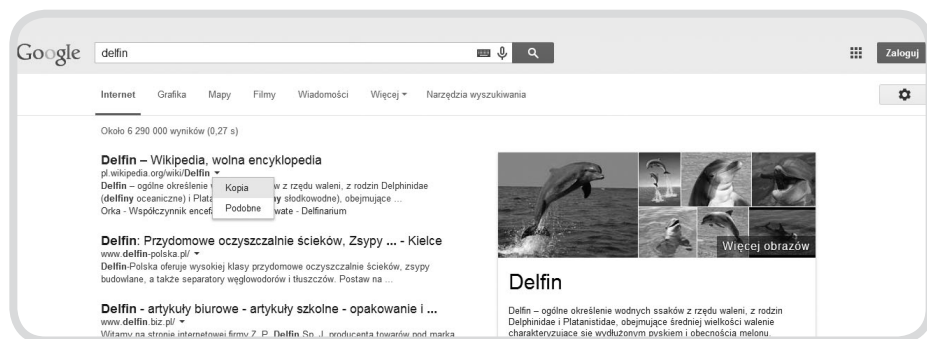 Google
delfin
Zaloguj
Internet Grafika Mapy Filmy Wiadomości Więcej Narzędzia wyszukiwania
Około 6 290 000 wyników (0,27 s)
Delfin – Wikipedia, wolna encyklopedia
pl.wikipedia.org/wiki/Delfin
Delfin – ogólne określenie w z rzędu waleni, z rodzin Delphinidae
(delfiny oceaniczne) i ny słodkowodne), obejmujące ...
Orka - Współczynnik wate - Delfinarium
Kopia
Podobne
Delfin: Przydomowe oczyszczalnie ścieków, Zsypy ... - Kielce
www.delfin-polska.pl/
Delfin-Polska oferuje wysokiej klasy przydomowe oczyszczalnie ścieków, zsypy
budowlane, a także separatory węglowodorów i tłuszczów. Postaw na ...
Delfin - artykuły biurowe - artykuły szkolne - opakowanie i ...
www.delfin.biz.pl/
Witamy na stronie internetowej firmy Z. P. Delfin Sp. J. producenta towarów pod marką
Więcej obrazów
Delfin
Delfin – ogólne określenie wodnych ssaków z rzędu waleni, z rodzin
Delphinidae i Platanistidae, obejmujące średniej wielkości walenie
charakteryzujące się wydłużonym pyskiem i obecnością melonu.